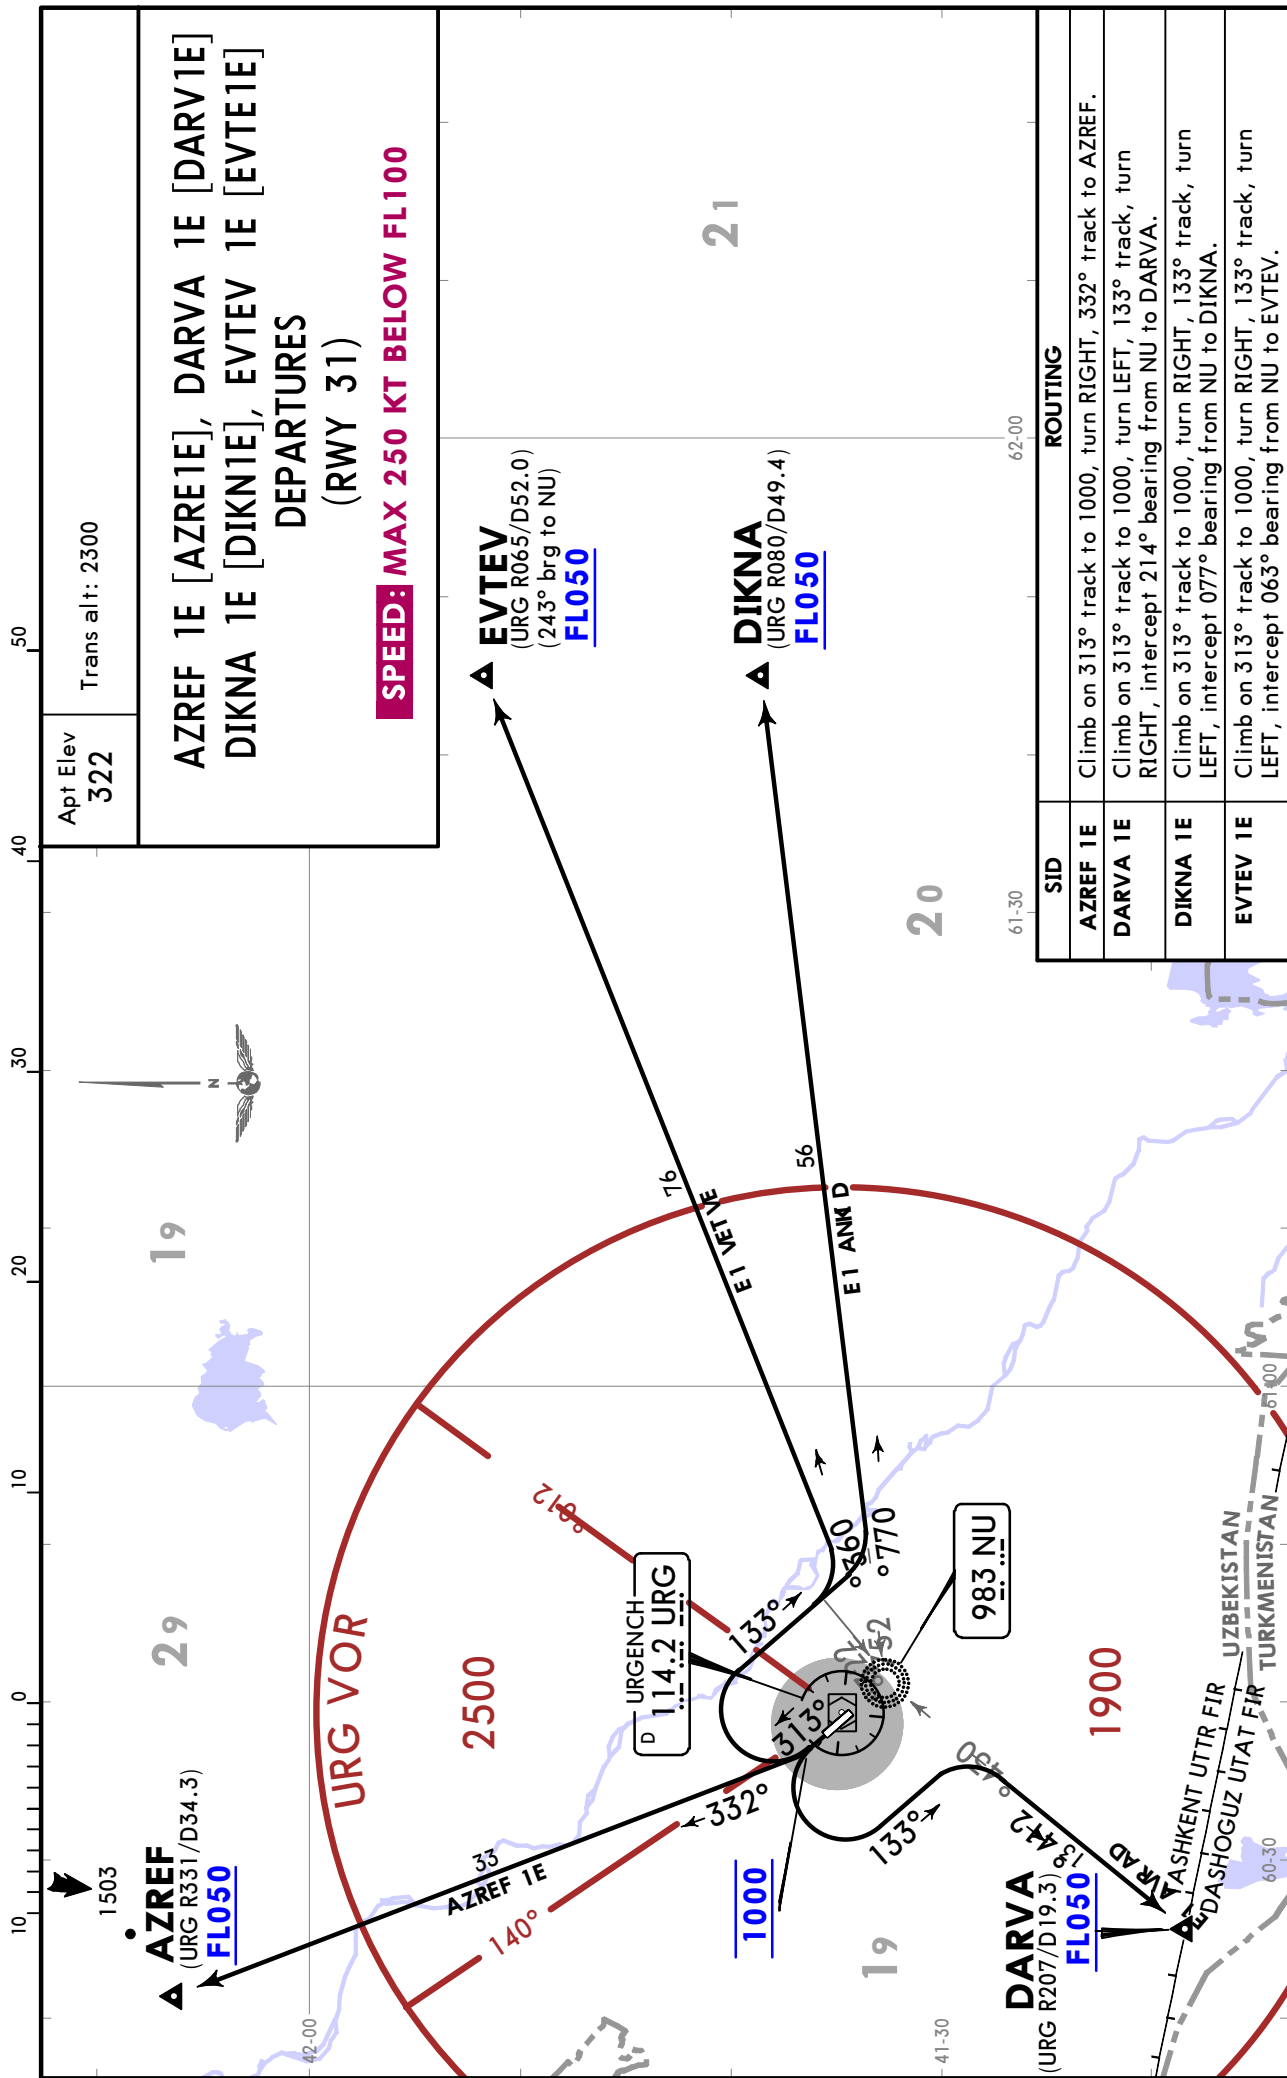 Apt Elev
322
Trans alt: 2300
AZREF 1E [AZRE1E], DARVA 1E [DARV1E]
DIKNA 1E [DIKN1E], EVTEV 1E [EVTE1E]
DEPARTURES
(RWY 31)
SPEED: MAX 250 KT BELOW FL100
10
0
10
20
30
40
50
1503
AZREF
(URG R331/D34.3)
FL050
29
19
N
42-00
URG VOR
2500
210°
EVTEV
(URG R065/D52.0)
(243° brg to NU)
FL050
21
33
AZREF 1E
140°
332°
D URGENCH
114.2 URG
133°
313°
76
1000
DIKNA
(URG R080/D49.4)
FL050
56
063°
077°
133°
983 NU
19
20
41-30
61-30
62-00
034°
DARVA
(URG R207/D19.3)
FL050
1900
TASHKENT UTTR FIR
DASHOGUZ UTAT FIR
UZBEKISTAN
TURKMENISTAN
60-30
61-00
SID
ROUTING
AZREF 1E
Climb on 313° track to 1000, turn RIGHT, 332° track to AZREF.
DARVA 1E
Climb on 313° track to 1000, turn LEFT, 133° track, turn
RIGHT, intercept 214° bearing from NU to DARVA.
DIKNA 1E
Climb on 313° track to 1000, turn RIGHT, 133° track, turn
LEFT, intercept 077° bearing from NU to DIKNA.
EVTEV 1E
Climb on 313° track to 1000, turn RIGHT, 133° track, turn
LEFT, intercept 063° bearing from NU to EVTEV.